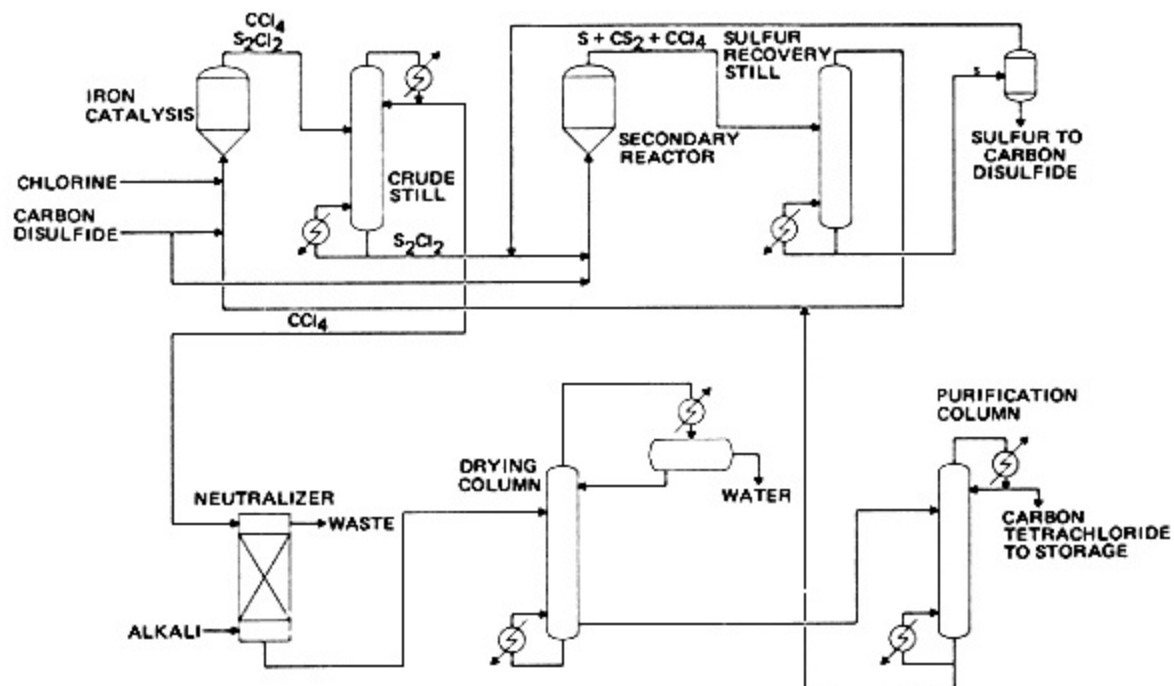 CCl4
S2Cl2
IRON
CATALYSIS
CHLORINE
CARBON
DISULFIDE
CRUDE
STILL
S2Cl2
S + CS2 + CCl4
SECONDARY
REACTOR
SULFUR
RECOVERY
STILL
S
SULFUR TO
CARBON
DISULFIDE
CCl4
NEUTRALIZER
WASTE
ALKALI
DRYING
COLUMN
WATER
PURIFICATION
COLUMN
CARBON
TETRACHLORIDE
TO STORAGE